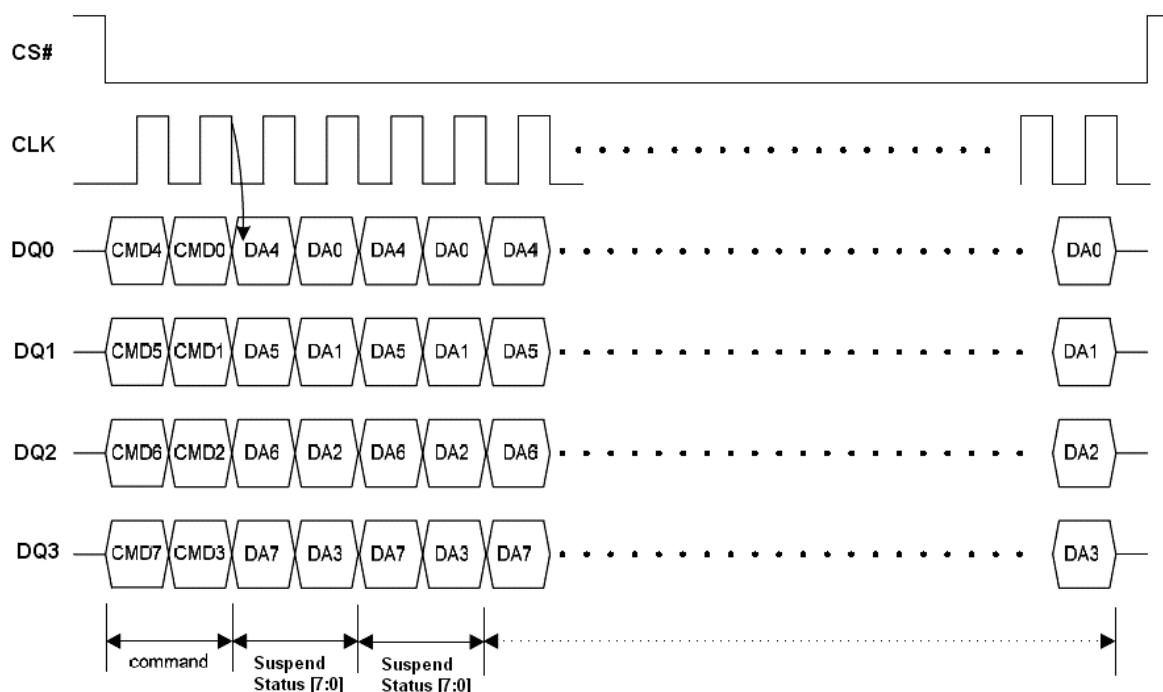 CS#
CLK
DQ0 CMD4 CMD0 DA4 DA0 DA4 DA0 DA4 DA0
DQ1 CMD5 CMD1 DA5 DA1 DA5 DA1 DA5 DA1
DQ2 CMD6 CMD2 DA6 DA2 DA6 DA2 DA6 DA2
DQ3 CMD7 CMD3 DA7 DA3 DA7 DA3 DA7 DA3
command Suspend Suspend
Status [7:0] Status [7:0]